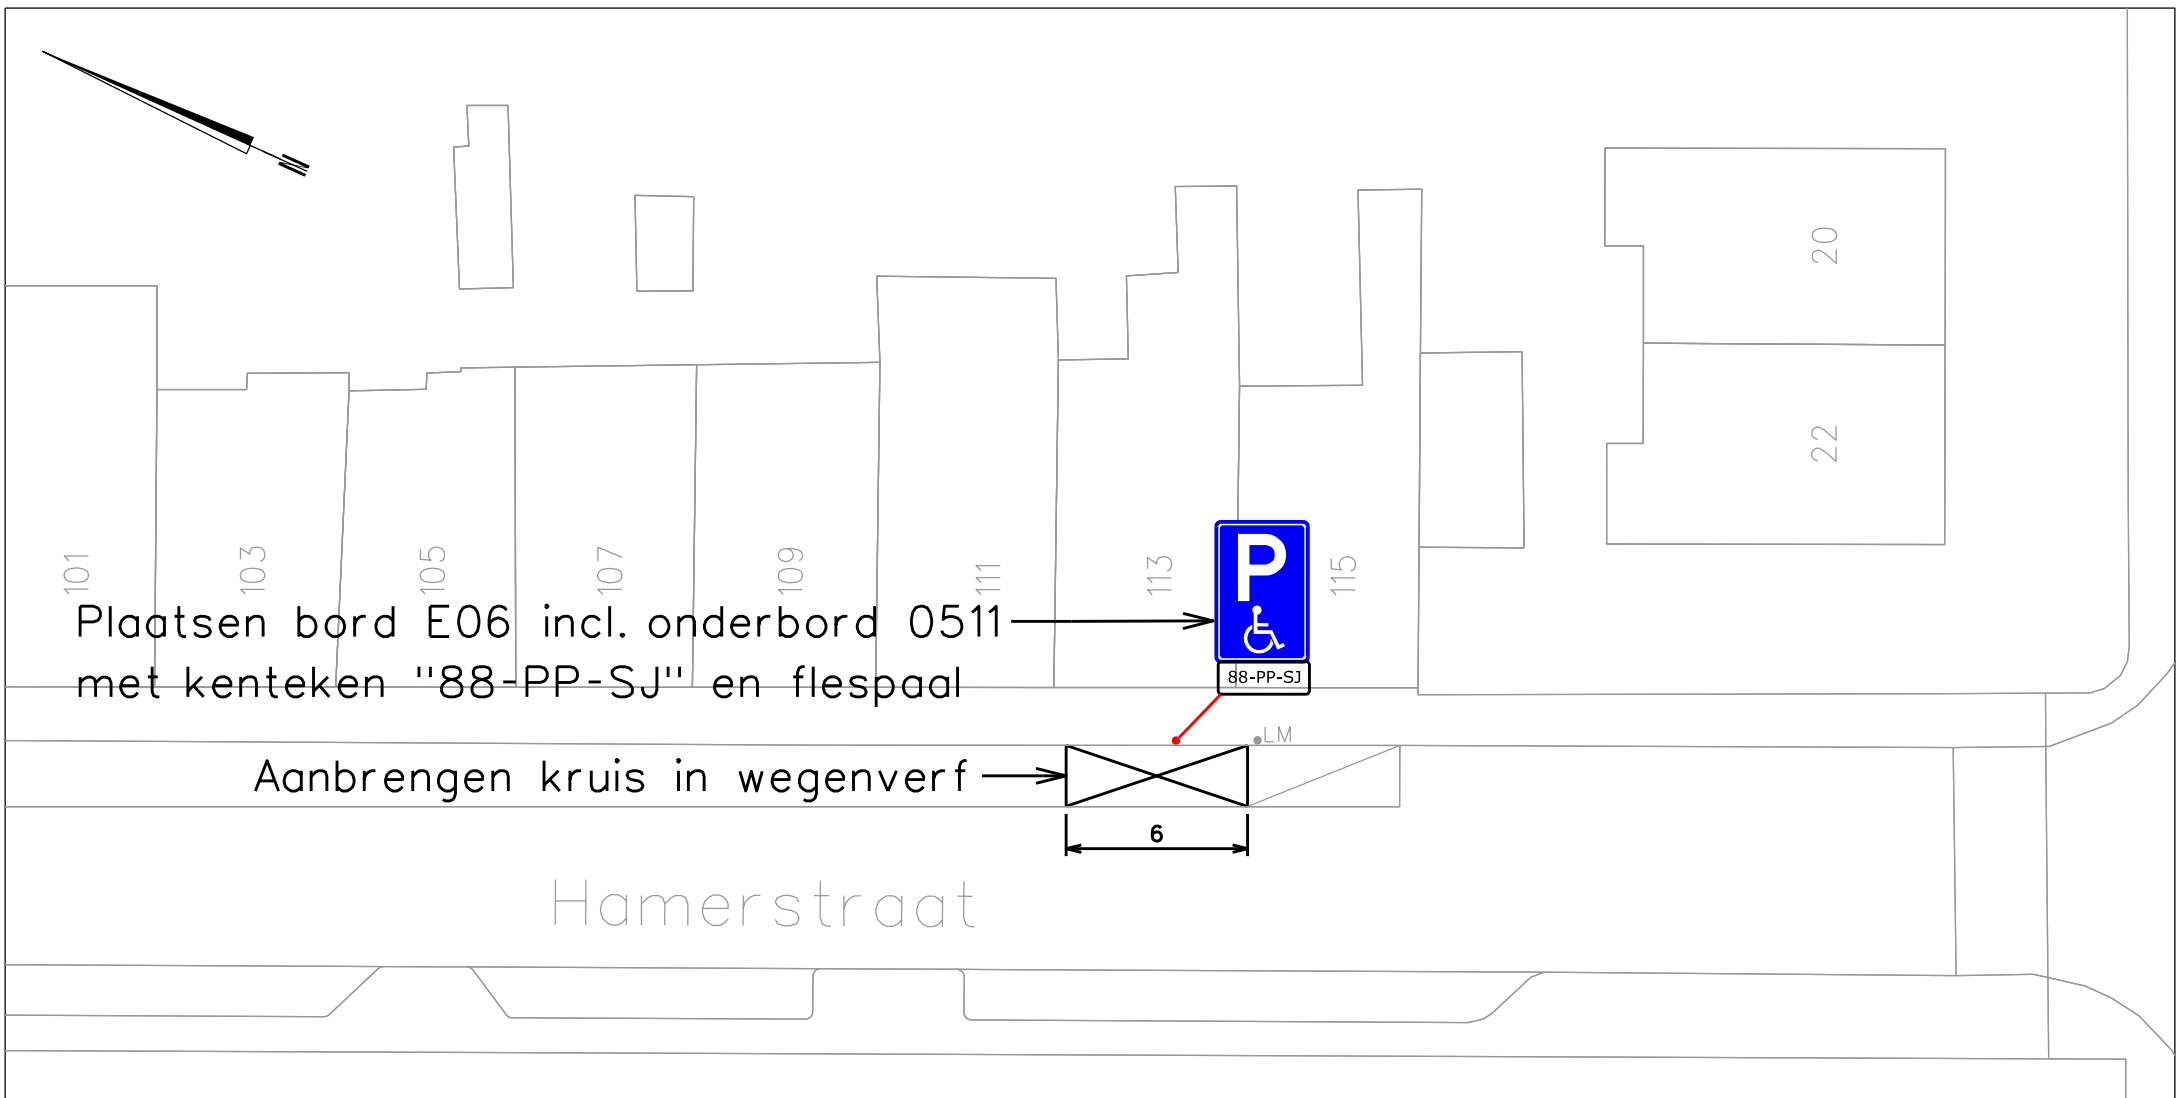 20
22
101
103
105
107
109
111
113
115
P
Plaatsen bord E06 incl. onderbord 0511
met kenteken "88-PP-SJ" en flespaal
88-PP-SJ
LM
Aanbrengen kruis in wegenverf
6
Hamerstraat